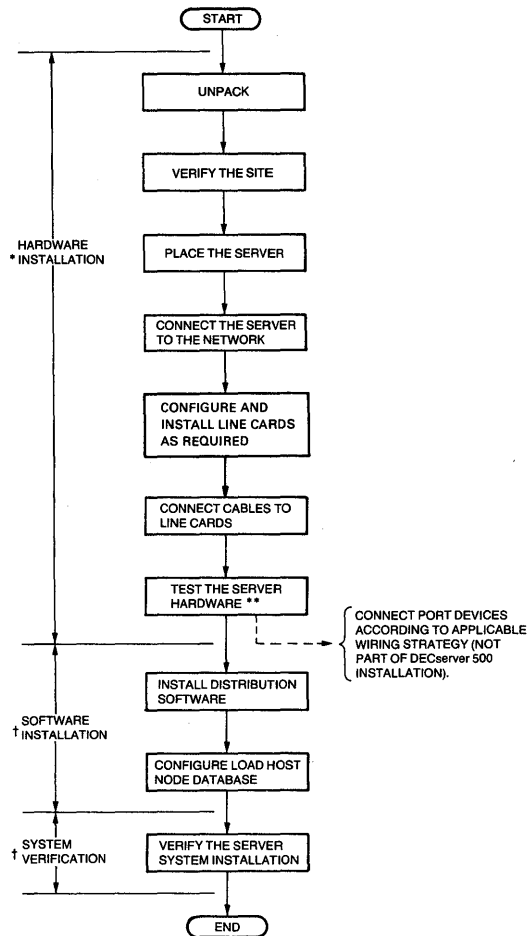 START
UNPACK
VERIFY THE SITE
HARDWARE
* INSTALLATION
PLACE THE SERVER
CONNECT THE SERVER
TO THE NETWORK
CONFIGURE AND
INSTALL LINE CARDS
AS REQUIRED
CONNECT CABLES TO
LINE CARDS
TEST THE SERVER
HARDWARE **
CONNECT PORT DEVICES
ACCORDING TO APPLICABLE
WIRING STRATEGY (NOT
PART OF DECserver 500
INSTALLATION).
INSTALL DISTRIBUTION
SOFTWARE
† SOFTWARE
INSTALLATION
CONFIGURE LOAD HOST
NODE DATABASE
† SYSTEM
VERIFICATION
VERIFY THE SERVER
SYSTEM INSTALLATION
END